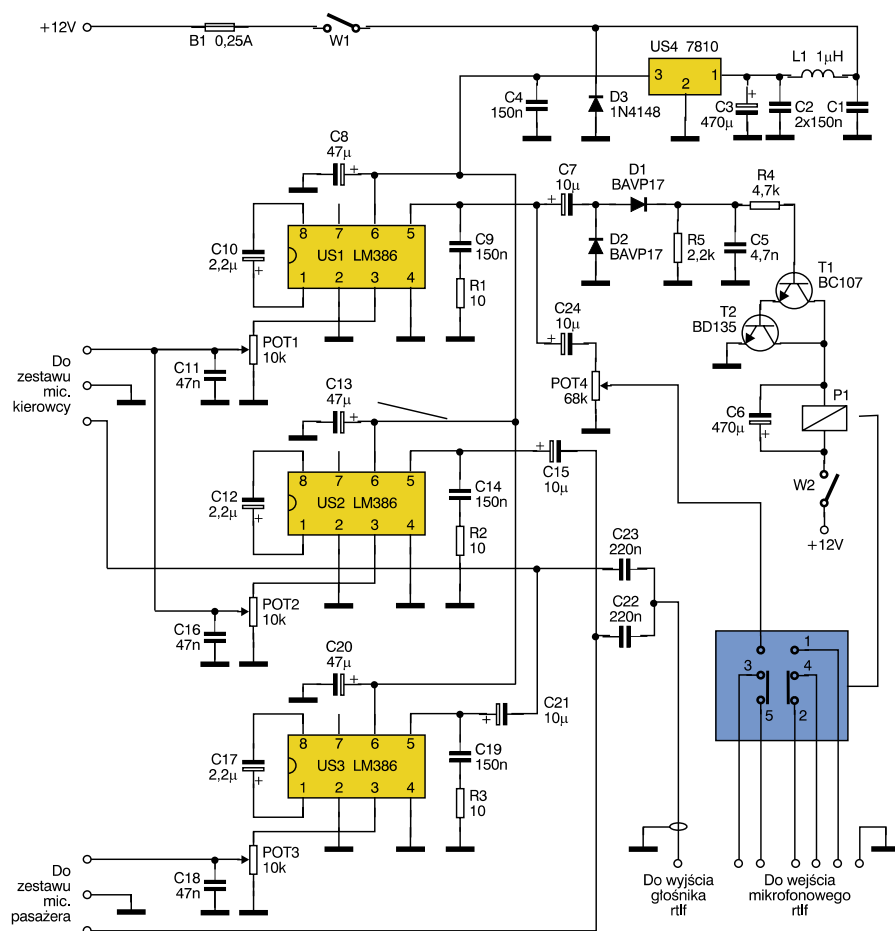 +12V
B1 0,25A
W1
US4 7810
3
1
2
L1 1µH
C4
150n
D3
1N4148
+
C3
470µ
C2
2x150n
C1
C8
47µ
+
C7
10µ
+
D1
BAVP17
R4
4,7k
8 7 6 5
US1 LM386
1 2 3 4
C10
2,2µ
+
C9
150n
R1
10
D2
BAVP17
R5
2,2k
C5
4,7n
T1
BC107
T2
BD135
C24
10µ
+
POT1
10k
C11
47n
Do
zestawu
mic.
kierowcy
POT4
68k
P1
C6
470µ
+
C13
47µ
+
W2
+12V
8 7 6 5
US2 LM386
1 2 3 4
C12
2,2µ
+
C14
150n
R2
10
+
C15
10µ
C23
220n
C22
220n
POT2
10k
C16
47n
C20
47µ
+
1
3
4
5
2
8 7 6 5
US3 LM386
1 2 3 4
C17
2,2µ
+
+
C21
10µ
C19
150n
R3
10
POT3
10k
C18
47n
Do
zestawu
mic.
pasażera
Do wyjścia
głośnika
rtlf
Do wejścia
mikrofonowego
rtlf